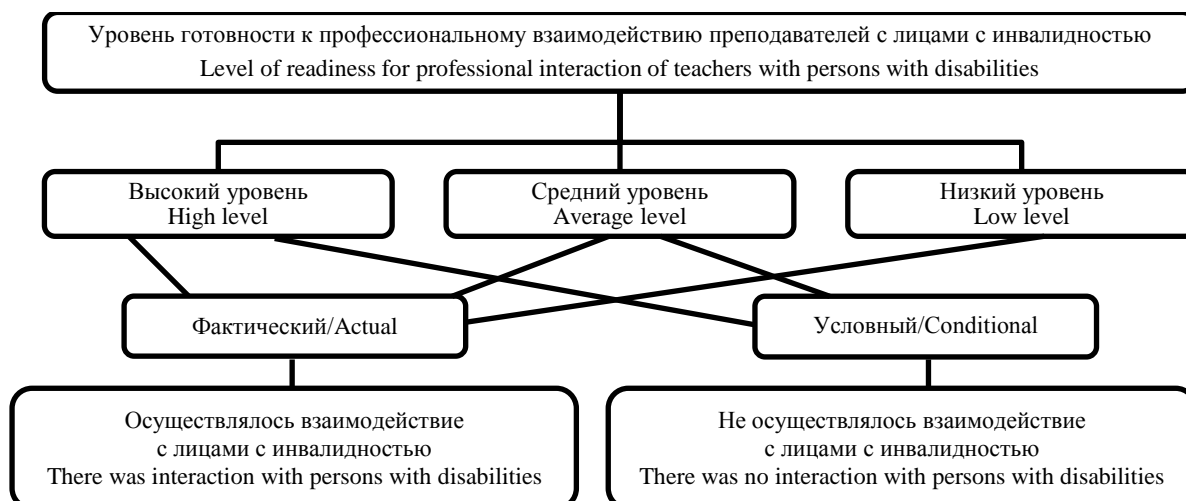 Уровень готовности к профессиональному взаимодействию преподавателей с лицами с инвалидностью
Level of readiness for professional interaction of teachers with persons with disabilities
Высокий уровень
High level
Средний уровень
Average level
Низкий уровень
Low level
Фактический/Actual
Условный/Conditional
Осуществлялось взаимодействие
с лицами с инвалидностью
There was interaction with persons with disabilities
Не осуществлялось взаимодействие
с лицами с инвалидностью
There was no interaction with persons with disabilities